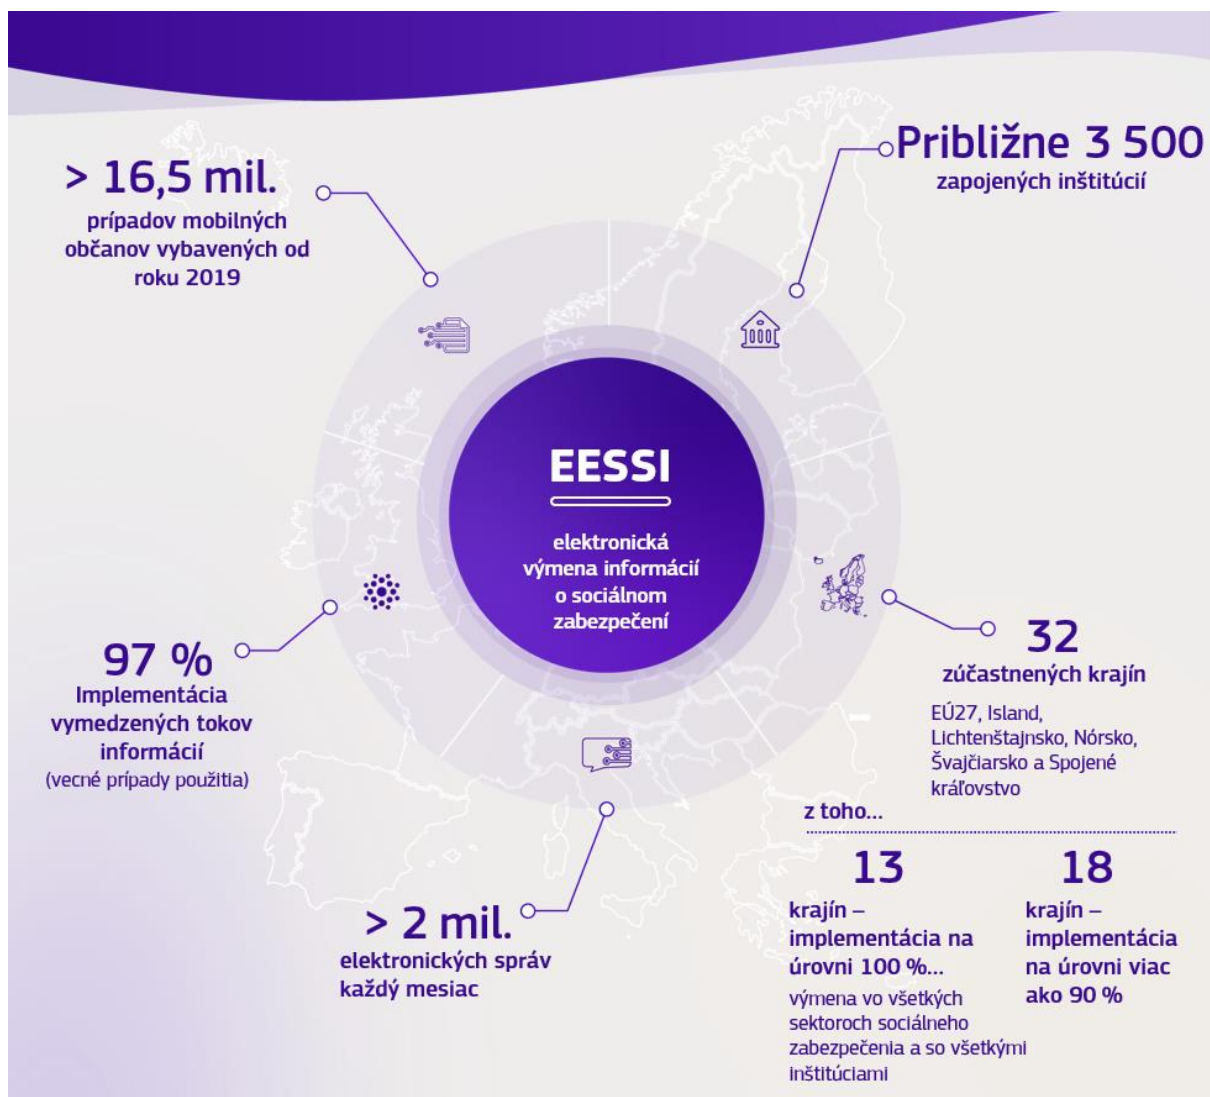 > 16,5 mil.
prípadov mobilných
občanov vybavených od
roku 2019
Približne 3 500
zapojených inštitúcií
EESSI
elektronická
výmena informácií
o sociálnom
zabezpečení
97 %
Implementácia
vymedzených tokov
informácií
(vecné prípady použitia)
32
zúčastnených krajín
EÚ27, Island,
Lichtenštajnsko, Nórsko,
Švajčiarsko a Spojené
kráľovstvo
z toho...
13
krajín –
implementácia na
úrovni 100 %...
výmena vo všetkých
sektoroch sociálneho
zabezpečenia a so všetkými
inštitúciami
18
krajín –
implementácia
na úrovni viac
ako 90 %
> 2 mil.
elektronických správ
každý mesiac